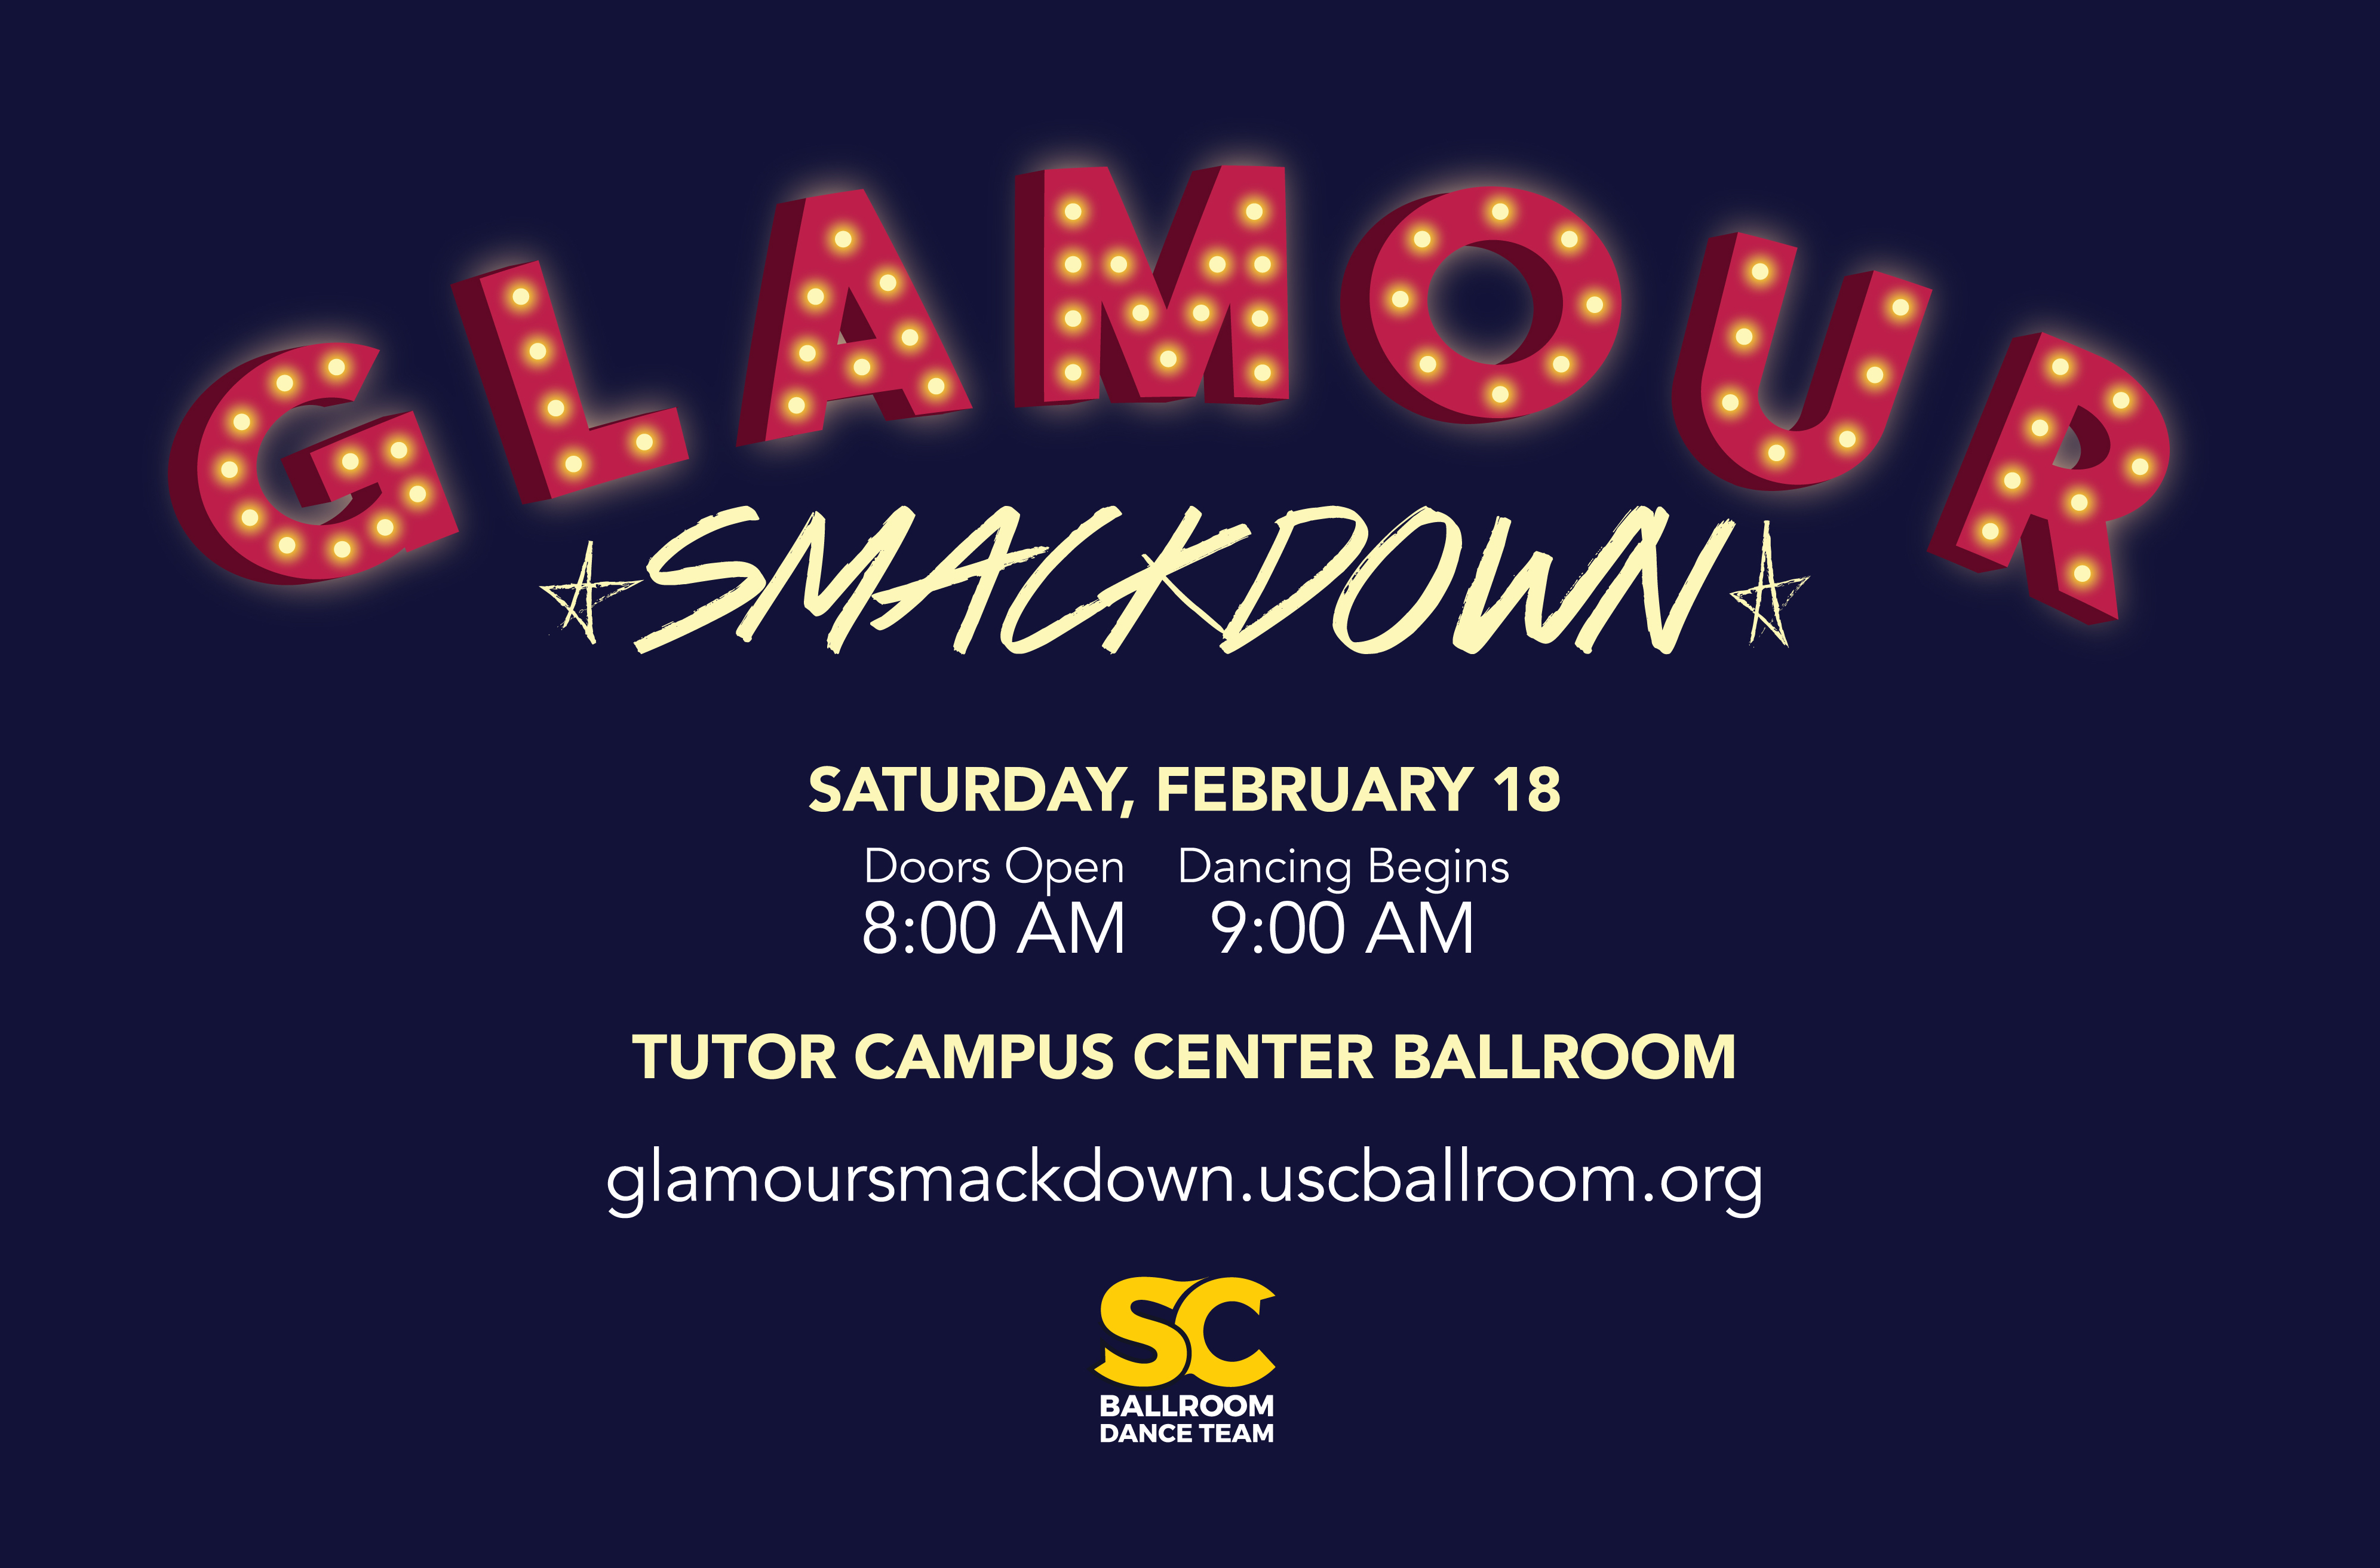 GLAMOUR
SMACKDOWN
SATURDAY, FEBRUARY 18
Doors Open Dancing Begins
8:00 AM 9:00 AM
TUTOR CAMPUS CENTER BALLROOM
glamoursmackdown.uscballroom.org
SC
BALLROOM
DANCE TEAM